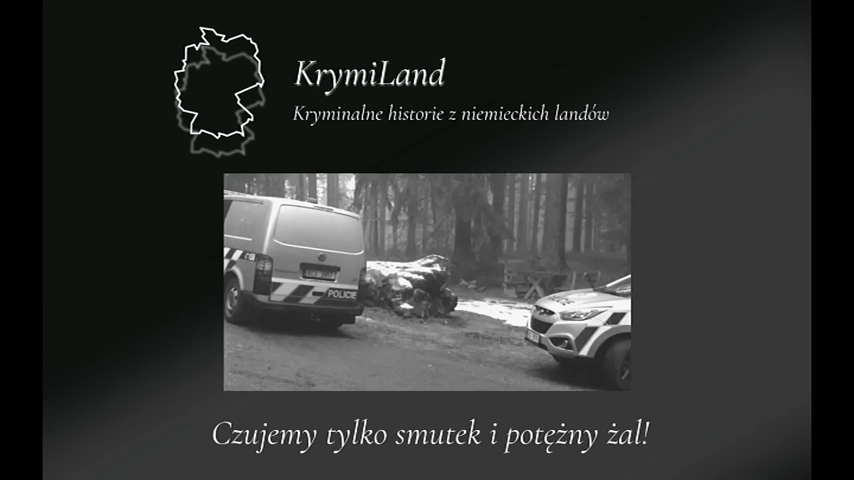 KrymiLand
Kryminalne historie z niemieckich landów
POLICIE
Czujemy tylko smutek i potężny żal!